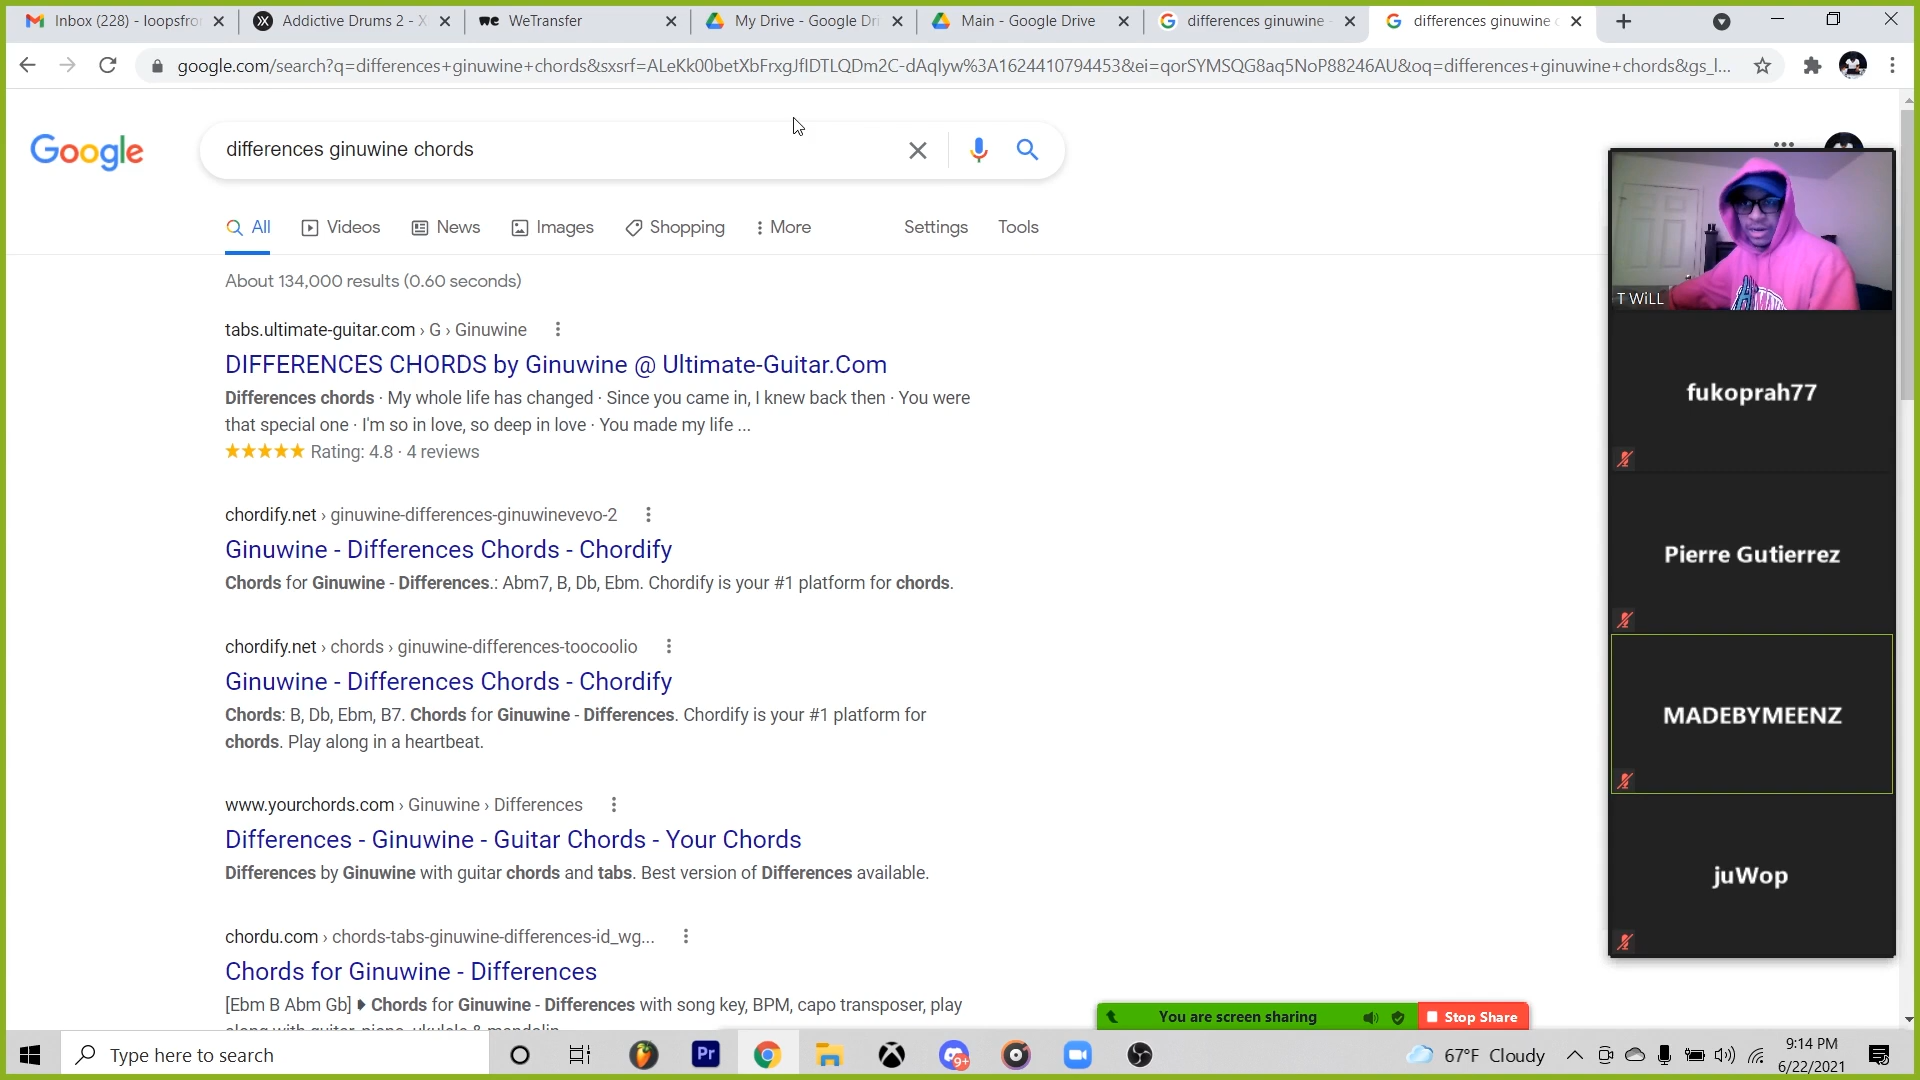 Inbox (228) - loopsfro
Addictive Drums 2 - X
WeTransfer
My Drive - Google Dri
Main - Google Drive
differences ginuwine
differences ginuwine c
google.com/search?q=differences+ginuwine+chords&sxsrf=ALeKk00betXbFrxgJfIDTLQDm2C-dAqIyw%3A1624410794453&ei=qorSYMSQG8aq5NoP88246AU&oq=differences+ginuwine+chords&gs_l...
Google
differences ginuwine chords
All
Videos
News
Images
Shopping
More
Settings
Tools
About 134,000 results (0.60 seconds)
tabs.ultimate-guitar.com › G › Ginuwine
DIFFERENCES CHORDS by Ginuwine @ Ultimate-Guitar.Com
Differences chords · My whole life has changed · Since you came in, I knew back then · You were
that special one · I'm so in love, so deep in love · You made my life ...
Rating: 4.8 · 4 reviews
chordify.net › ginuwine-differences-ginuwinevevo-2
Ginuwine - Differences Chords - Chordify
Chords for Ginuwine - Differences.: Abm7, B, Db, Ebm. Chordify is your #1 platform for chords.
chordify.net › chords › ginuwine-differences-toocoolio
Ginuwine - Differences Chords - Chordify
Chords: B, Db, Ebm, B7. Chords for Ginuwine - Differences. Chordify is your #1 platform for
chords. Play along in a heartbeat.
www.yourchords.com › Ginuwine › Differences
Differences - Ginuwine - Guitar Chords - Your Chords
Differences by Ginuwine with guitar chords and tabs. Best version of Differences available.
chordu.com › chords-tabs-ginuwine-differences-id_wg...
Chords for Ginuwine - Differences
[Ebm B Abm Gb] ➧ Chords for Ginuwine - Differences with song key, BPM, capo transposer, play
along with guitar, piano, ukulele & mandolin.
T WiLL
fukoprah77
Pierre Gutierrez
MADEBYMEENZ
juWop
You are screen sharing
Stop Share
Type here to search
Pr
9+
67°F Cloudy
9:14 PM
6/22/2021